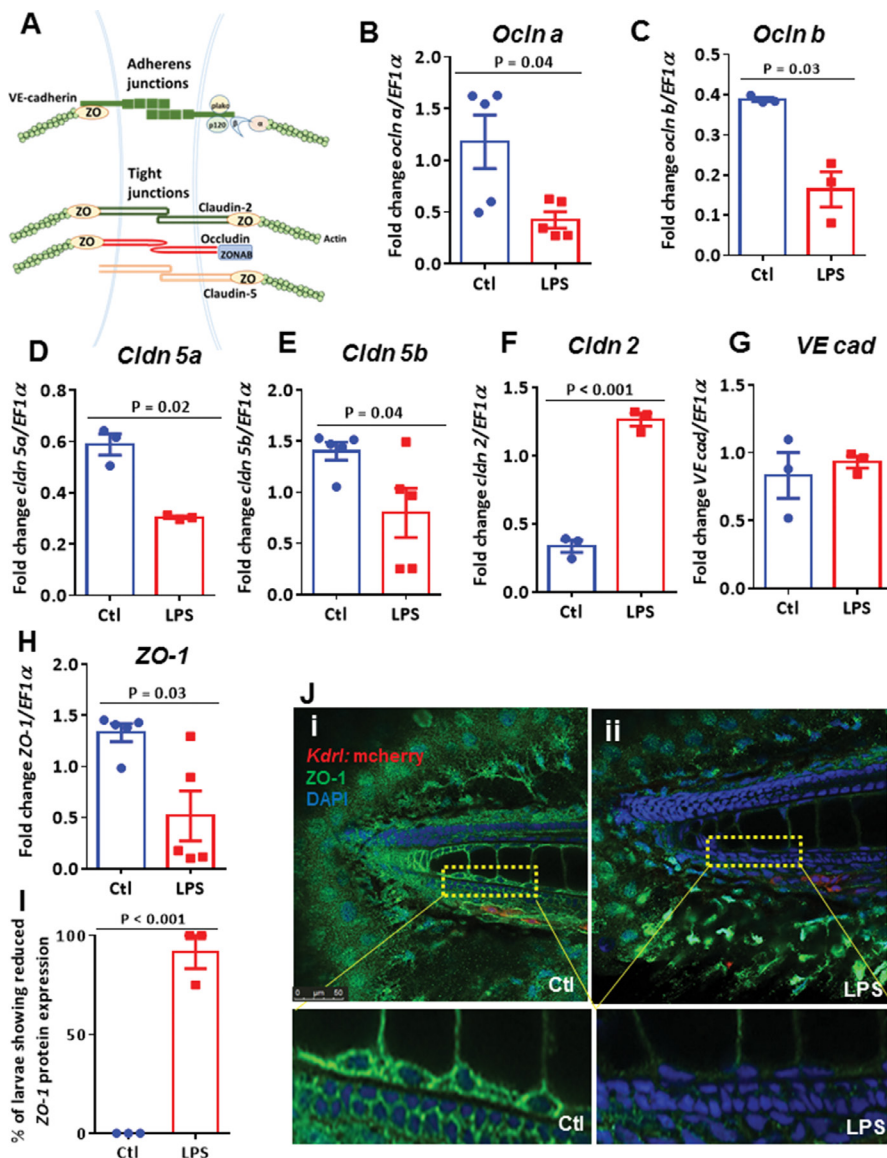 A
Adherens
junctions
VE-cadherin
ZO
plako
p120
β
α
Tight
junctions
ZO
Claudin-2
ZO
Actin
ZO
Occludin
ZONAB
ZO
Claudin-5
B
Ocln a
P = 0.04
Fold change ocln a/EF1α
2.0
1.5
1.0
0.5
0.0
Ctl
LPS
C
Ocln b
P = 0.03
Fold change ocln b/EF1α
0.5
0.4
0.3
0.2
0.1
0.0
Ctl
LPS
D
Cldn 5a
P = 0.02
Fold change cldn 5a/EF1α
0.8
0.6
0.4
0.2
0.0
Ctl
LPS
E
Cldn 5b
P = 0.04
Fold change cldn 5b/EF1α
2.0
1.5
1.0
0.5
0.0
Ctl
LPS
F
Cldn 2
P < 0.001
Fold change cldn 2/EF1α
1.5
1.0
0.5
0.0
Ctl
LPS
G
VE cad
Fold change VE cad/EF1α
1.5
1.0
0.5
0.0
Ctl
LPS
H
ZO-1
P = 0.03
Fold change ZO-1/EF1α
2.0
1.5
1.0
0.5
0.0
Ctl
LPS
I
P < 0.001
% of larvae showing reduced
ZO-1 protein expression
100
50
0
Ctl
LPS
J
i
Kdrl: mcherry
ZO-1
DAPI
0 µm 50
Ctl
ii
LPS
Ctl
LPS